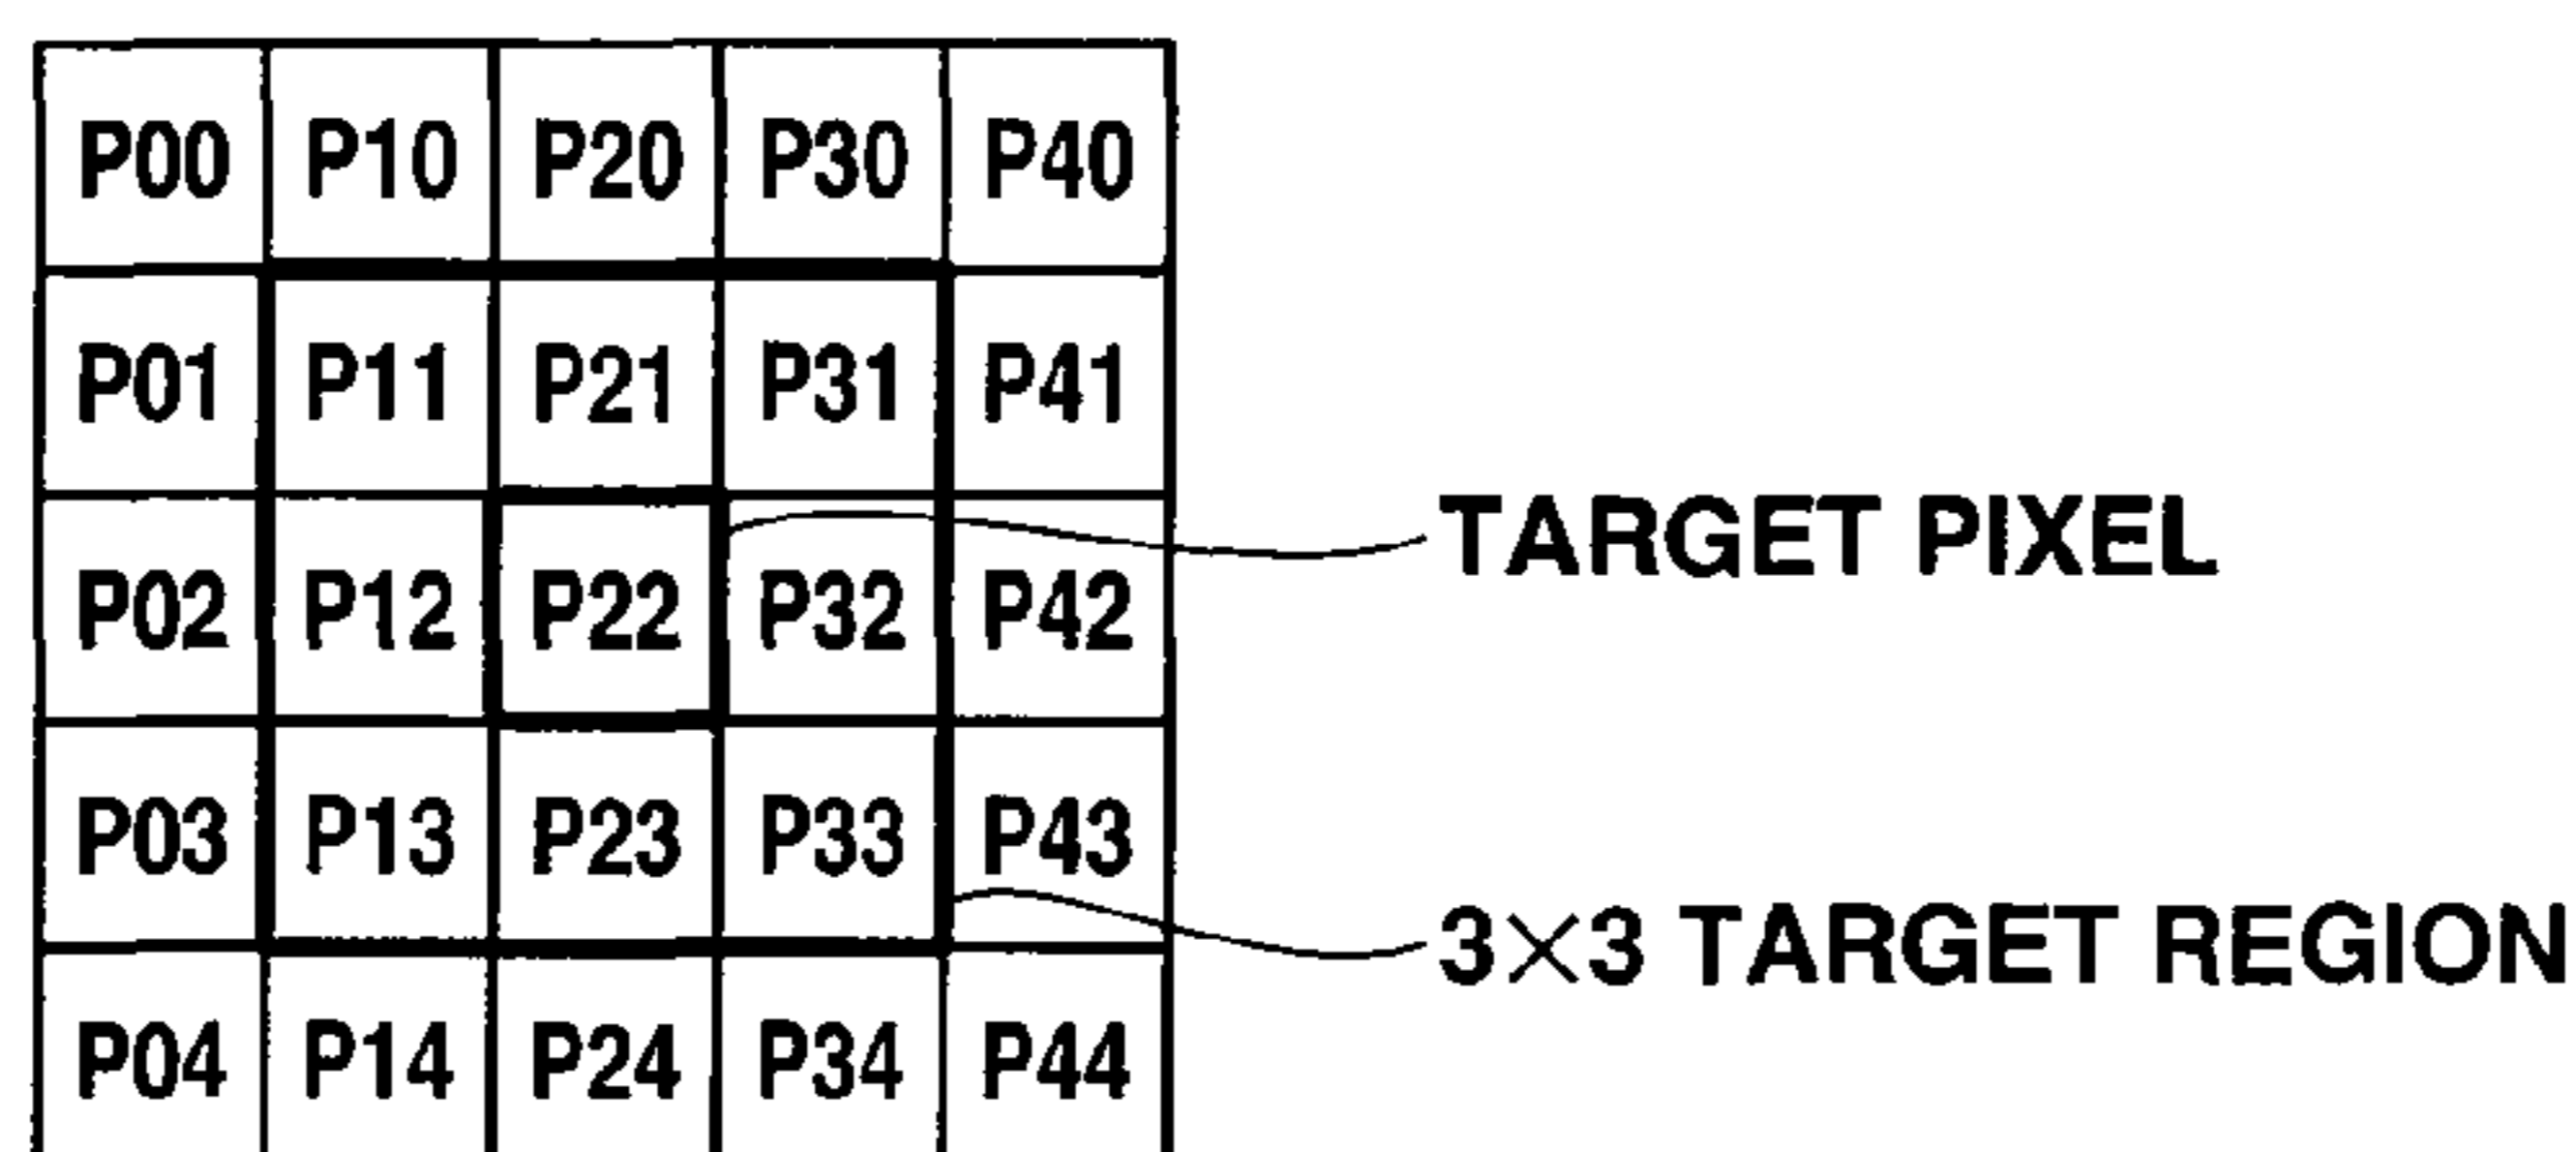 P00 P10 P20 P30 P40
P01 P11 P21 P31 P41
TARGET PIXEL
P02 P12 P22 P32 P42
P03 P13 P23 P33 P43
3×3 TARGET REGION
P04 P14 P24 P34 P44